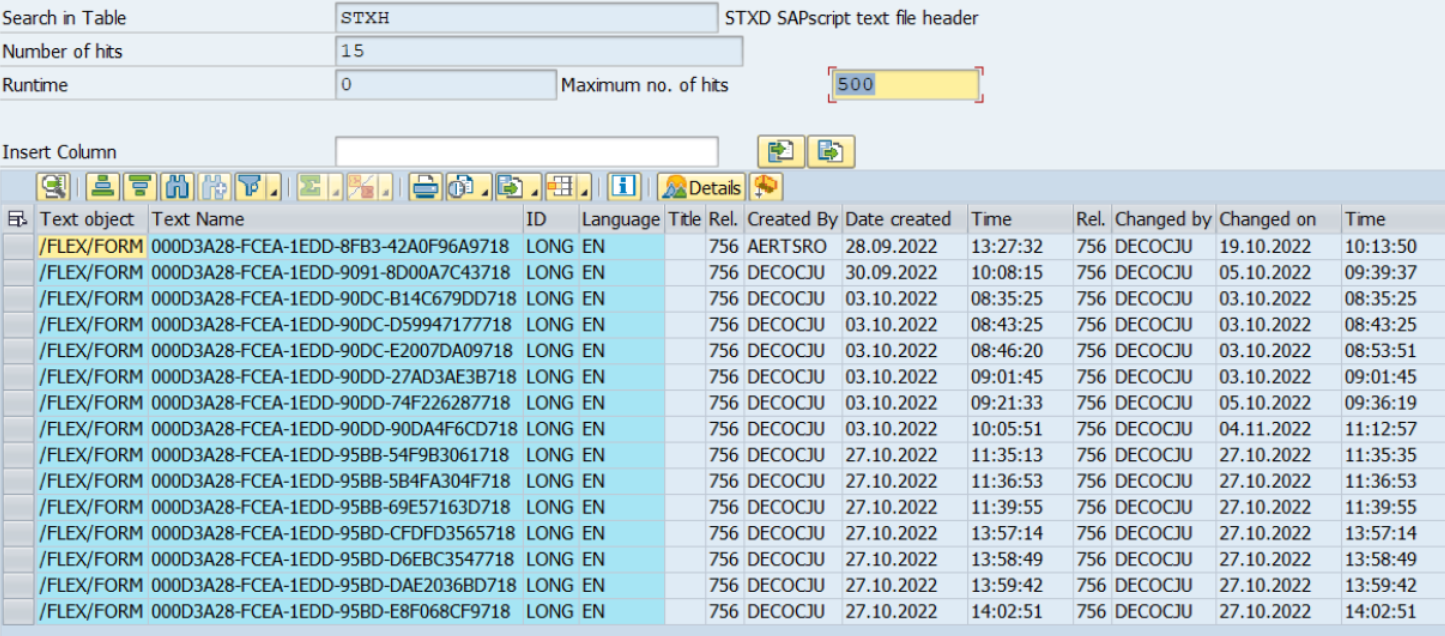 Search in Table STXH STXD SAPscript text file header
Number of hits 15
Runtime 0 Maximum no. of hits 500
Insert Column
Details
Text object Text Name ID Language Title Rel. Created By Date created Time Rel. Changed by Changed on Time
/FLEX/FORM 000D3A28-FCEA-1EDD-8FB3-42A0F96A9718 LONG EN 756 AERTSRO 28.09.2022 13:27:32 756 DECOCJU 19.10.2022 10:13:50
/FLEX/FORM 000D3A28-FCEA-1EDD-9091-8D00A7C43718 LONG EN 756 DECOCJU 30.09.2022 10:08:15 756 DECOCJU 05.10.2022 09:39:37
/FLEX/FORM 000D3A28-FCEA-1EDD-90DC-B14C679DD718 LONG EN 756 DECOCJU 03.10.2022 08:35:25 756 DECOCJU 03.10.2022 08:35:25
/FLEX/FORM 000D3A28-FCEA-1EDD-90DC-D59947177718 LONG EN 756 DECOCJU 03.10.2022 08:43:25 756 DECOCJU 03.10.2022 08:43:25
/FLEX/FORM 000D3A28-FCEA-1EDD-90DC-E2007DA09718 LONG EN 756 DECOCJU 03.10.2022 08:46:20 756 DECOCJU 03.10.2022 08:53:51
/FLEX/FORM 000D3A28-FCEA-1EDD-90DD-27AD3AE3B718 LONG EN 756 DECOCJU 03.10.2022 09:01:45 756 DECOCJU 03.10.2022 09:01:45
/FLEX/FORM 000D3A28-FCEA-1EDD-90DD-74F226287718 LONG EN 756 DECOCJU 03.10.2022 09:21:33 756 DECOCJU 05.10.2022 09:36:19
/FLEX/FORM 000D3A28-FCEA-1EDD-90DD-90DA4F6CD718 LONG EN 756 DECOCJU 03.10.2022 10:05:51 756 DECOCJU 04.11.2022 11:12:57
/FLEX/FORM 000D3A28-FCEA-1EDD-95BB-54F9B3061718 LONG EN 756 DECOCJU 27.10.2022 11:35:13 756 DECOCJU 27.10.2022 11:35:35
/FLEX/FORM 000D3A28-FCEA-1EDD-95BB-5B4FA304F718 LONG EN 756 DECOCJU 27.10.2022 11:36:53 756 DECOCJU 27.10.2022 11:36:53
/FLEX/FORM 000D3A28-FCEA-1EDD-95BB-69E57163D718 LONG EN 756 DECOCJU 27.10.2022 11:39:55 756 DECOCJU 27.10.2022 11:39:55
/FLEX/FORM 000D3A28-FCEA-1EDD-95BD-CFDFD3565718 LONG EN 756 DECOCJU 27.10.2022 13:57:14 756 DECOCJU 27.10.2022 13:57:14
/FLEX/FORM 000D3A28-FCEA-1EDD-95BD-D6EBC3547718 LONG EN 756 DECOCJU 27.10.2022 13:58:49 756 DECOCJU 27.10.2022 13:58:49
/FLEX/FORM 000D3A28-FCEA-1EDD-95BD-DAE2036BD718 LONG EN 756 DECOCJU 27.10.2022 13:59:42 756 DECOCJU 27.10.2022 13:59:42
/FLEX/FORM 000D3A28-FCEA-1EDD-95BD-E8F068CF9718 LONG EN 756 DECOCJU 27.10.2022 14:02:51 756 DECOCJU 27.10.2022 14:02:51